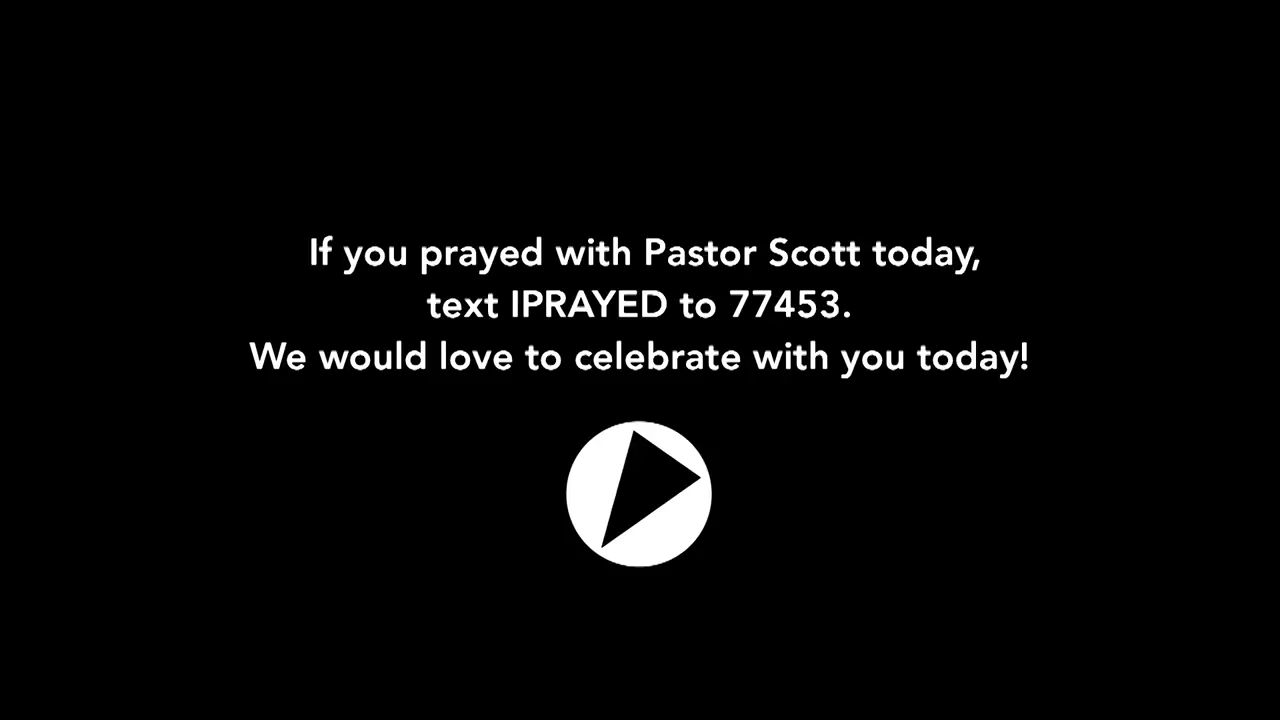 If you prayed with Pastor Scott today,
text IPRAYED to 77453.
We would love to celebrate with you today!